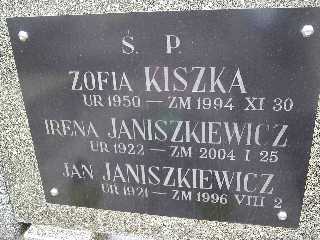 Ś. P.
ZOFIA KISZKA
UR 1950 — ZM 1994 XI 30
IRENA JANISZKIEWICZ
UR 1922 — ZM 2004 I 25
JAN JANISZKIEWICZ
UR 1921 — ZM 1996 VIII 2